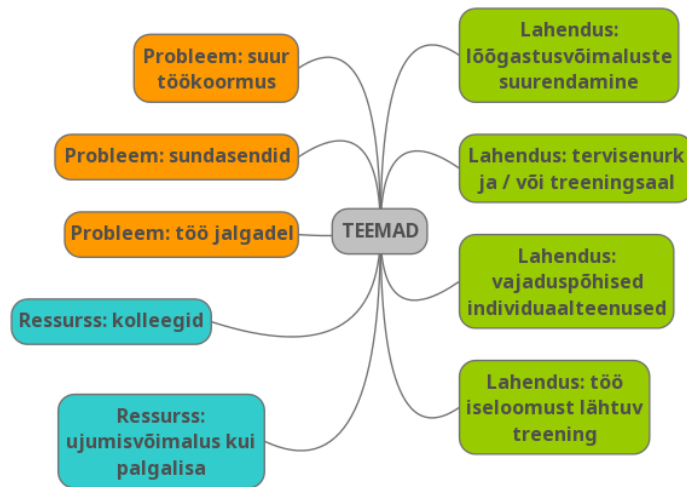 Probleem: suur
töökoormus
Probleem: sundasendid
Probleem: töö jalgadel
Ressurss: kolleegid
Ressurss:
ujumisvõimalus kui
palgalisa
TEEMAD
Lahendus:
lõõgastusvõimaluste
suurendamine
Lahendus: tervisenurk
ja / või treeningsaal
Lahendus:
vajaduspõhised
individuaalteenused
Lahendus: töö
iseloomust lähtuv
treening